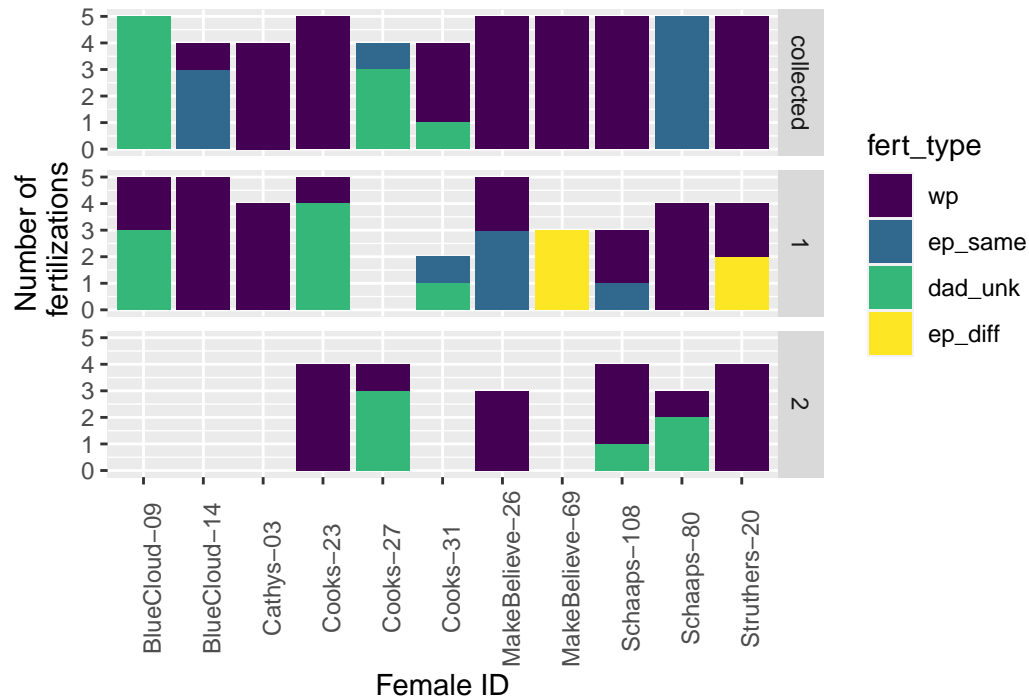 Number of
fertilizations
5
4
3
2
1
0
collected
5
4
3
2
1
0
1
5
4
3
2
1
0
2
BlueCloud−09
BlueCloud−14
Cathys−03
Cooks−23
Cooks−27
Cooks−31
MakeBelieve−26
MakeBelieve−69
Schaaps−108
Schaaps−80
Struthers−20
Female ID
fert_type
wp
ep_same
dad_unk
ep_diff